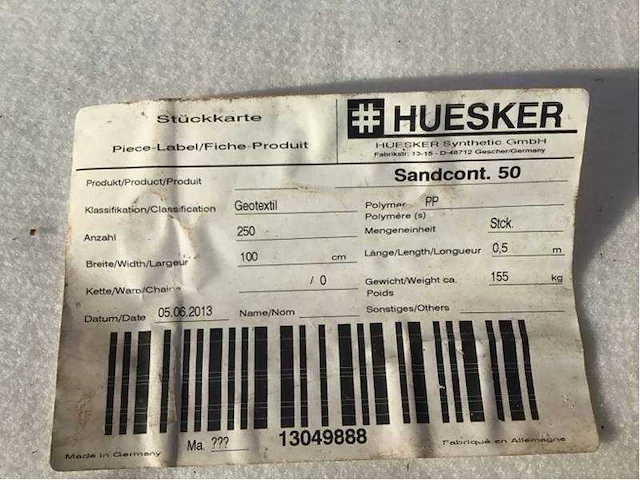 Stückkarte
Piece-Label/Fiche-Produit
HUESKER
HUESKER Synthetic GmbH
Fabrikstr. 13-15 - D-48712 Gescher/Germany
Produkt/Product/Produit Sandcont. 50
Klassifikation/Classification Geotextil Polymer PP
Polymère (s)
Anzahl 250 Mengeneinheit Stck.
Breite/Width/Largeur 100 cm Länge/Length/Longueur 0,5 m
Kette/Warp/Chaine / 0 Gewicht/Weight ca. 155 kg
Poids
Datum/Date 05.06.2013 Name/Nom Sonstiges/Others
Made in Germany Ma. ??? 13049888 Fabriqué en Allemagne